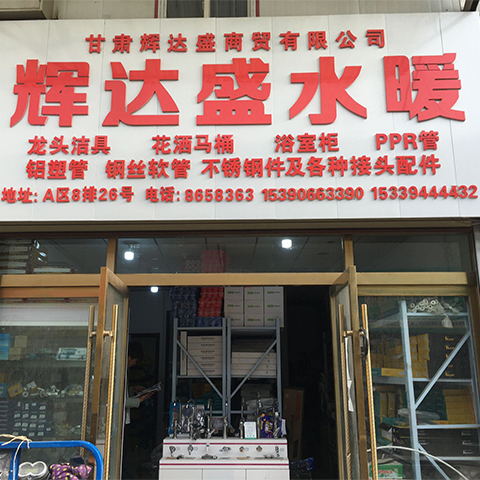 甘肃辉达盛商贸有限公司
辉达盛水暖
龙头洁具 花洒马桶 浴室柜 PPR管
铝塑管 钢丝软管 不锈钢件及各种接头配件
地址: A区8排26号 电话: 8658363 15390663390 15339444432